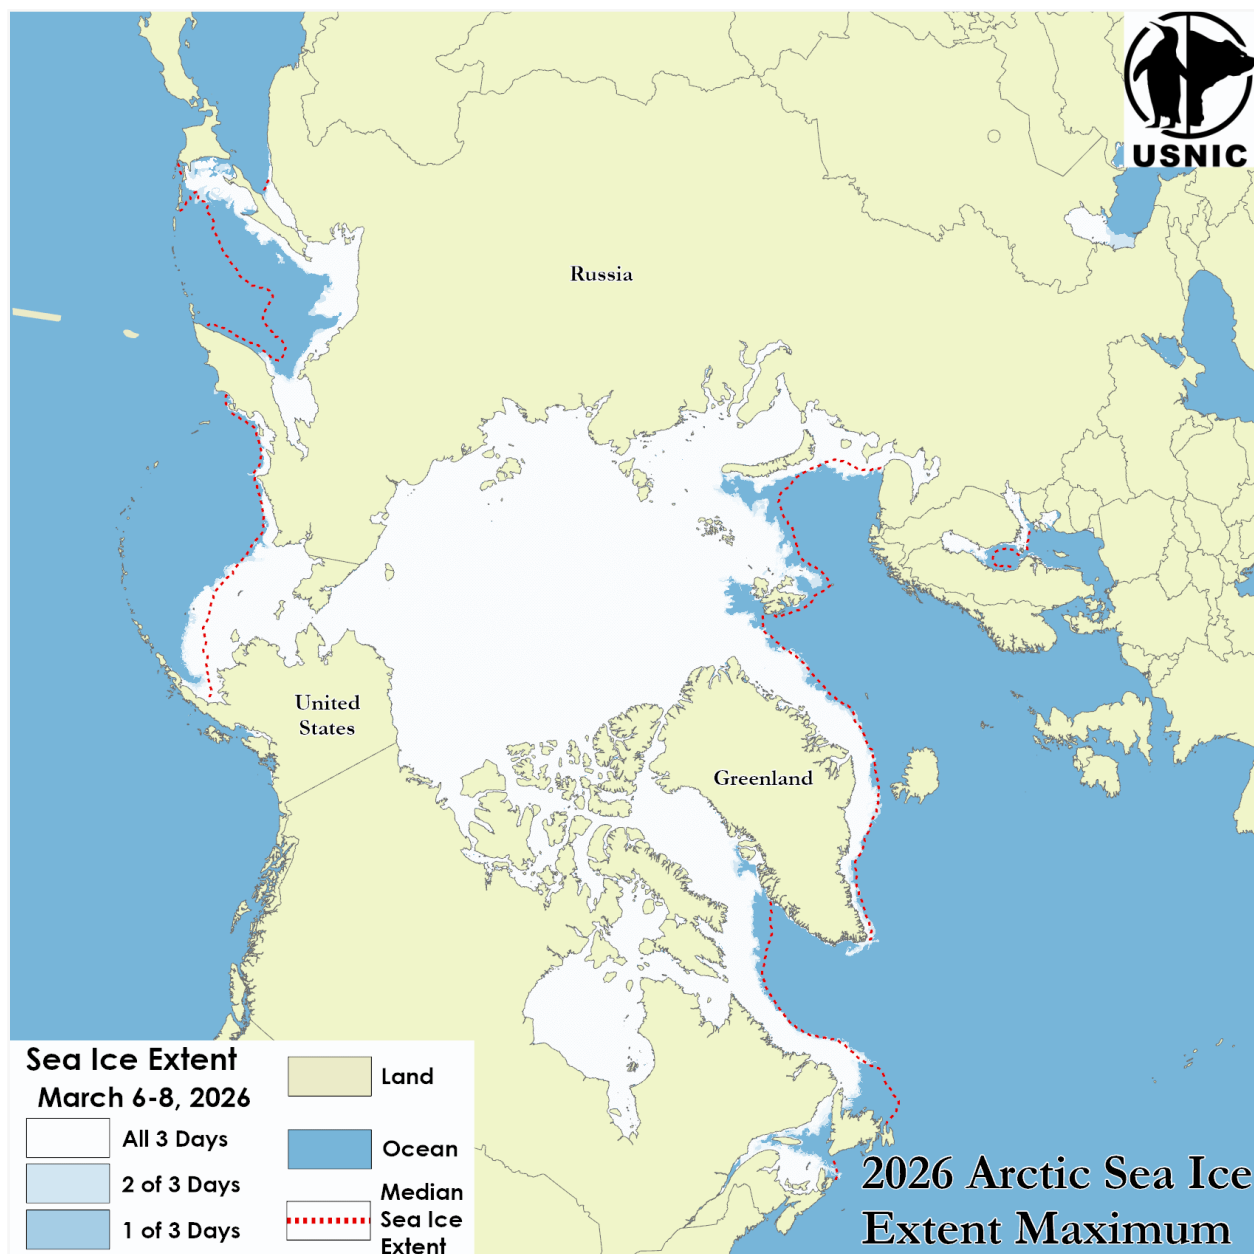 USNIC
Russia
United
States
Greenland
Sea Ice Extent
March 6-8, 2026
All 3 Days
2 of 3 Days
1 of 3 Days
Land
Ocean
Median
Sea Ice
Extent
2026 Arctic Sea Ice
Extent Maximum